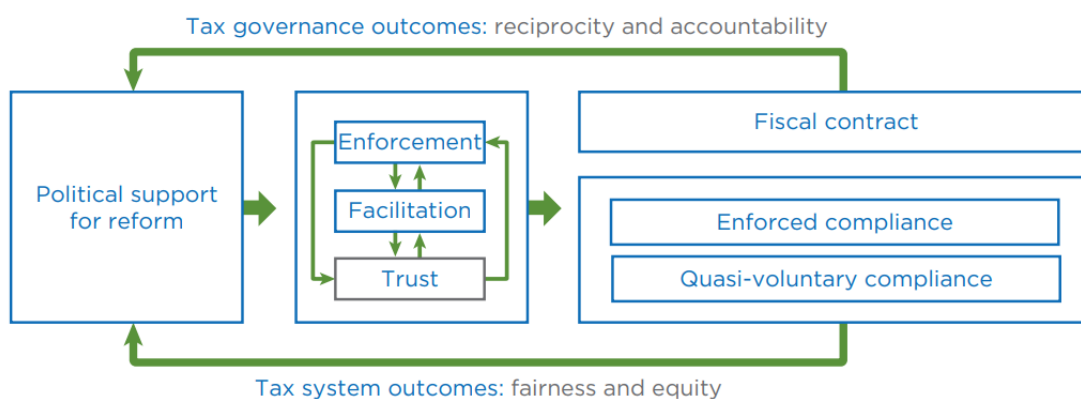 Tax governance outcomes: reciprocity and accountability
Political support
for reform
Enforcement
Facilitation
Trust
Fiscal contract
Enforced compliance
Quasi-voluntary compliance
Tax system outcomes: fairness and equity